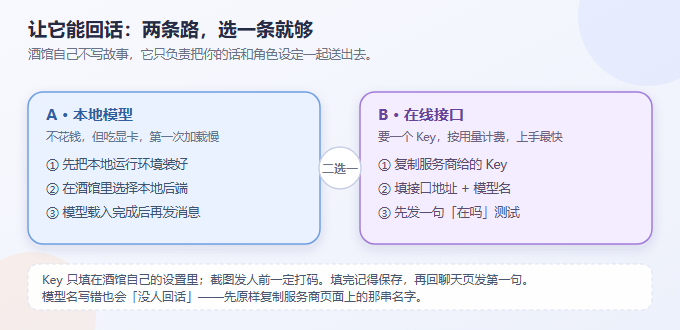 让它能回话：两条路，选一条就够
酒馆自己不写故事，它只负责把你的话和角色设定一起送出去。
A · 本地模型
不花钱，但吃显卡，第一次加载慢
① 先把本地运行环境装好
② 在酒馆里选择本地后端
③ 模型载入完成后再发消息
二选一
B · 在线接口
要一个 Key，按用量计费，上手最快
① 复制服务商给的 Key
② 填接口地址 + 模型名
③ 先发一句「在吗」测试
Key 只填在酒馆自己的设置里；截图发人前一定打码。填完记得保存，再回聊天页发第一句。
模型名写错也会「没人回话」——先原样复制服务商页面上的那串名字。